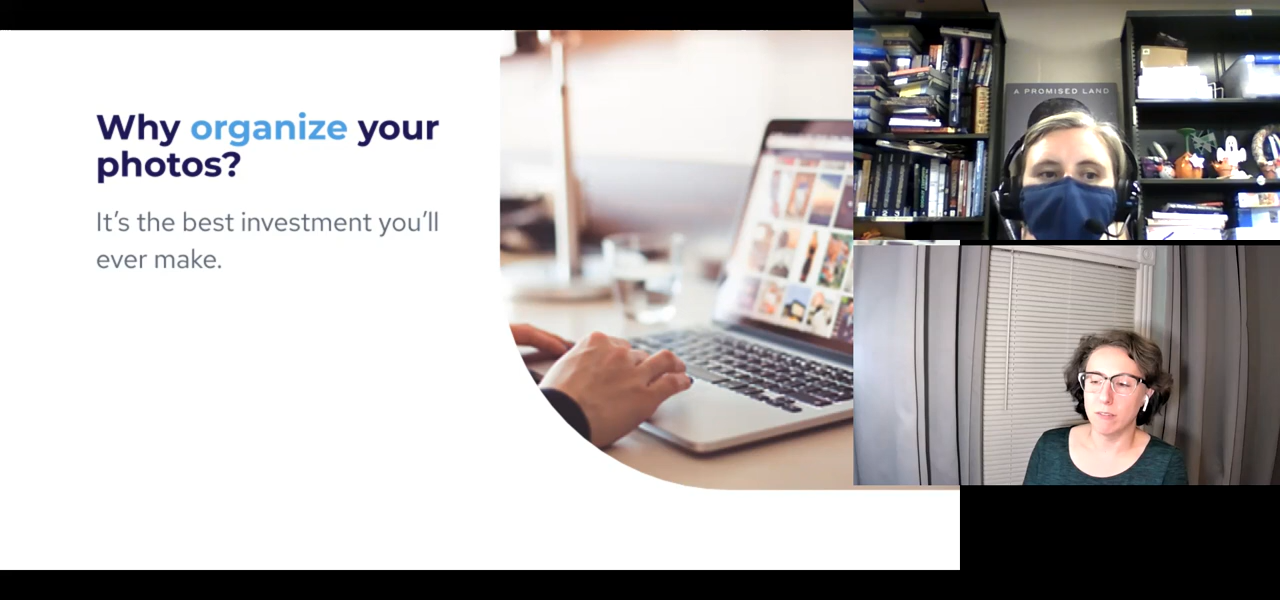 Why organize your
photos?
It’s the best investment you’ll
ever make.
A PROMISED LAND